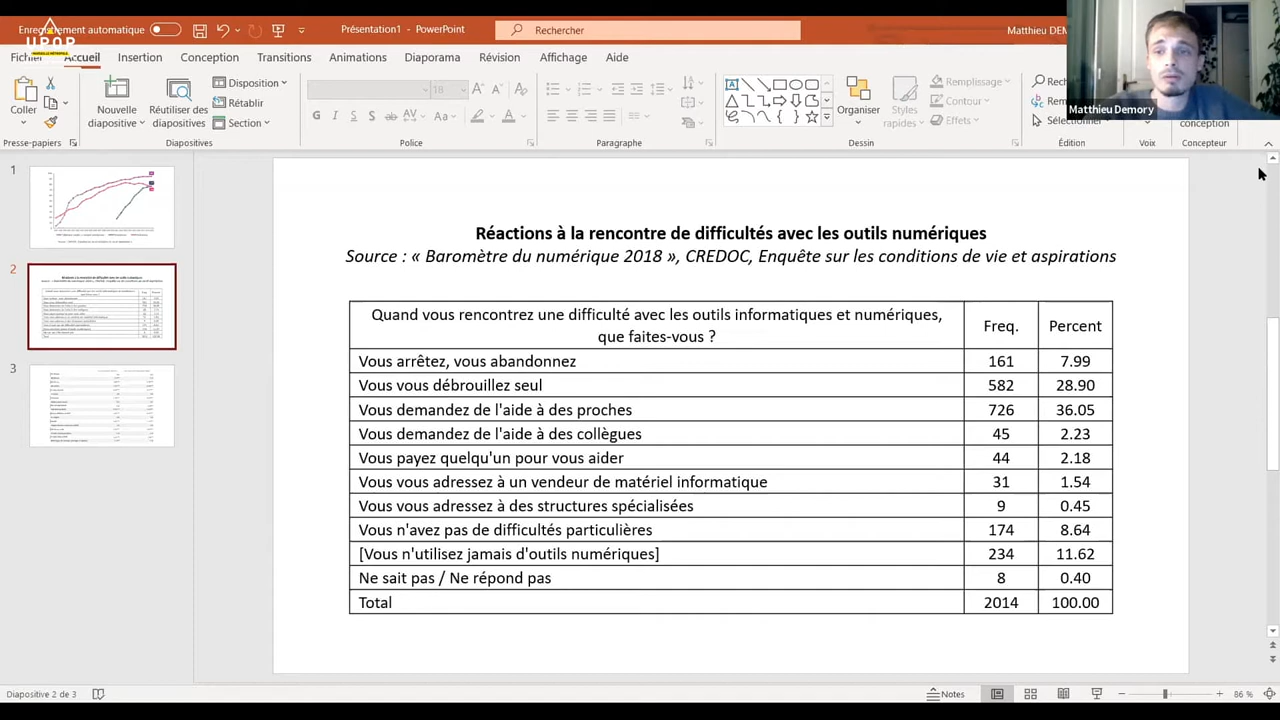 Enregistrement automatique
Présentation1 - PowerPoint
Rechercher
Matthieu DEM
UPOP
Fichier Accueil Insertion Conception Transitions Animations Diaporama Révision Affichage Aide
Coller
Nouvelle diapositive
Réutiliser des diapositives
Disposition
Rétablir
Section
18
Organiser
Styles rapides
Remplissage
Contour
Effets
Sélectionner
conception
Matthieu Demory
Presse-papiers
Diapositives
Police
Paragraphe
Dessin
Édition
Voix
Concepteur
1
2
3
Réactions à la rencontre de difficultés avec les outils numériques
Source : « Baromètre du numérique 2018 », CREDOC, Enquête sur les conditions de vie et aspirations
Quand vous rencontrez une difficulté avec les outils informatiques et numériques,
que faites-vous ? Freq. Percent
Vous arrêtez, vous abandonnez 161 7.99
Vous vous débrouillez seul 582 28.90
Vous demandez de l'aide à des proches 726 36.05
Vous demandez de l'aide à des collègues 45 2.23
Vous payez quelqu'un pour vous aider 44 2.18
Vous vous adressez à un vendeur de matériel informatique 31 1.54
Vous vous adressez à des structures spécialisées 9 0.45
Vous n'avez pas de difficultés particulières 174 8.64
[Vous n'utilisez jamais d'outils numériques] 234 11.62
Ne sait pas / Ne répond pas 8 0.40
Total 2014 100.00
Diapositive 2 de 3
Notes
86 %